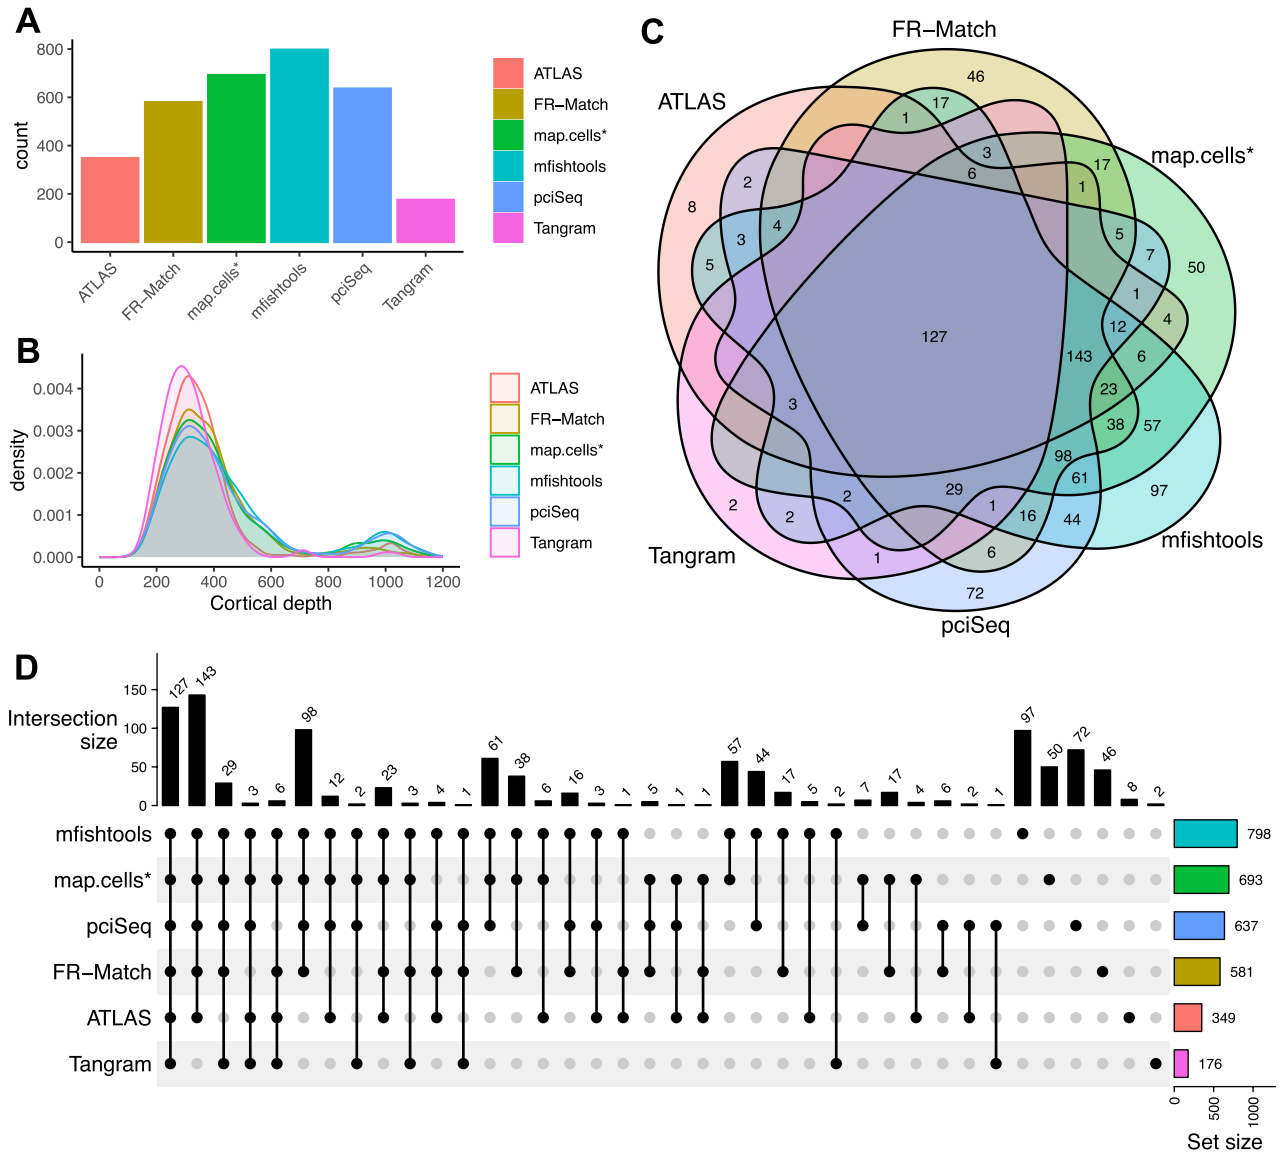 A
800
600
400
200
0
count
ATLAS
FR−Match
map.cells*
mfishtools
pciSeq
Tangram
ATLAS
FR−Match
map.cells*
mfishtools
pciSeq
Tangram
B
0.004
0.003
0.002
0.001
0.000
density
0 200 400 600 800 1000 1200
Cortical depth
ATLAS
FR−Match
map.cells*
mfishtools
pciSeq
Tangram
C
FR−Match
ATLAS
map.cells*
mfishtools
pciSeq
Tangram
46
17
1
3
17
6
1
2
8
4
5
3
7
5
50
1
4
12
127
143
6
23
3
38
57
98
61
97
29
2
2
2
1
16
44
6
1
72
D
Intersection
size
150
100
50
0
127 143 29 3 6 98 12 2 23 3 4 1 61 38 6 16 3 1 5 1 1 57 44 17 5 2 7 17 4 6 2 1 97 50 72 46 8 2
mfishtools 798
map.cells* 693
pciSeq 637
FR−Match 581
ATLAS 349
Tangram 176
0 500 1000
Set size